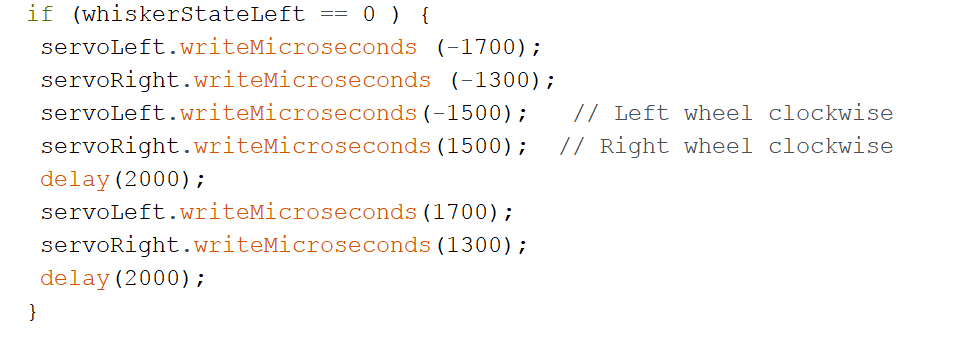 if (whiskerStateLeft == 0 ) {
servoLeft.writeMicroseconds (-1700);
servoRight.writeMicroseconds (-1300);
servoLeft.writeMicroseconds(-1500);   // Left wheel clockwise
servoRight.writeMicroseconds(1500);  // Right wheel clockwise
delay(2000);
servoLeft.writeMicroseconds(1700);
servoRight.writeMicroseconds(1300);
delay(2000);
}